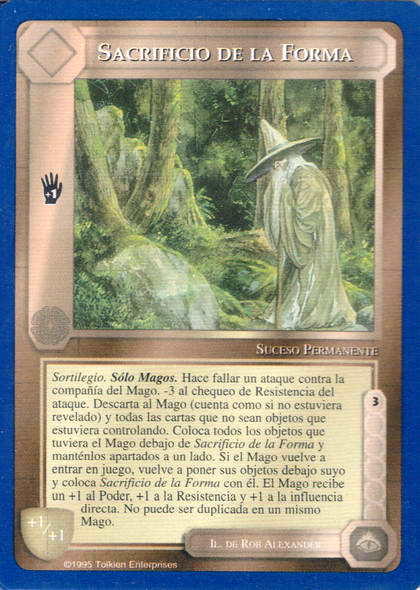 SACRIFICIO DE LA FORMA
+1
SUCESO PERMANENTE
Sortilegio. Sólo Magos. Hace fallar un ataque contra la
compañía del Mago. -3 al chequeo de Resistencia del
ataque. Descarta al Mago (cuenta como si no estuviera
revelado) y todas las cartas que no sean objetos que
estuviera controlando. Coloca todos los objetos que
tuviera el Mago debajo de Sacrificio de la Forma y
manténlos apartados a un lado. Si el Mago vuelve a
entrar en juego, vuelve a poner sus objetos debajo suyo
y coloca Sacrificio de la Forma con él. El Mago recibe
un +1 al Poder, +1 a la Resistencia y +1 a la influencia
directa. No puede ser duplicada en un mismo
Mago.
3
+1/+1
IL. DE ROB ALEXANDER
©1995 Tolkien Enterprises